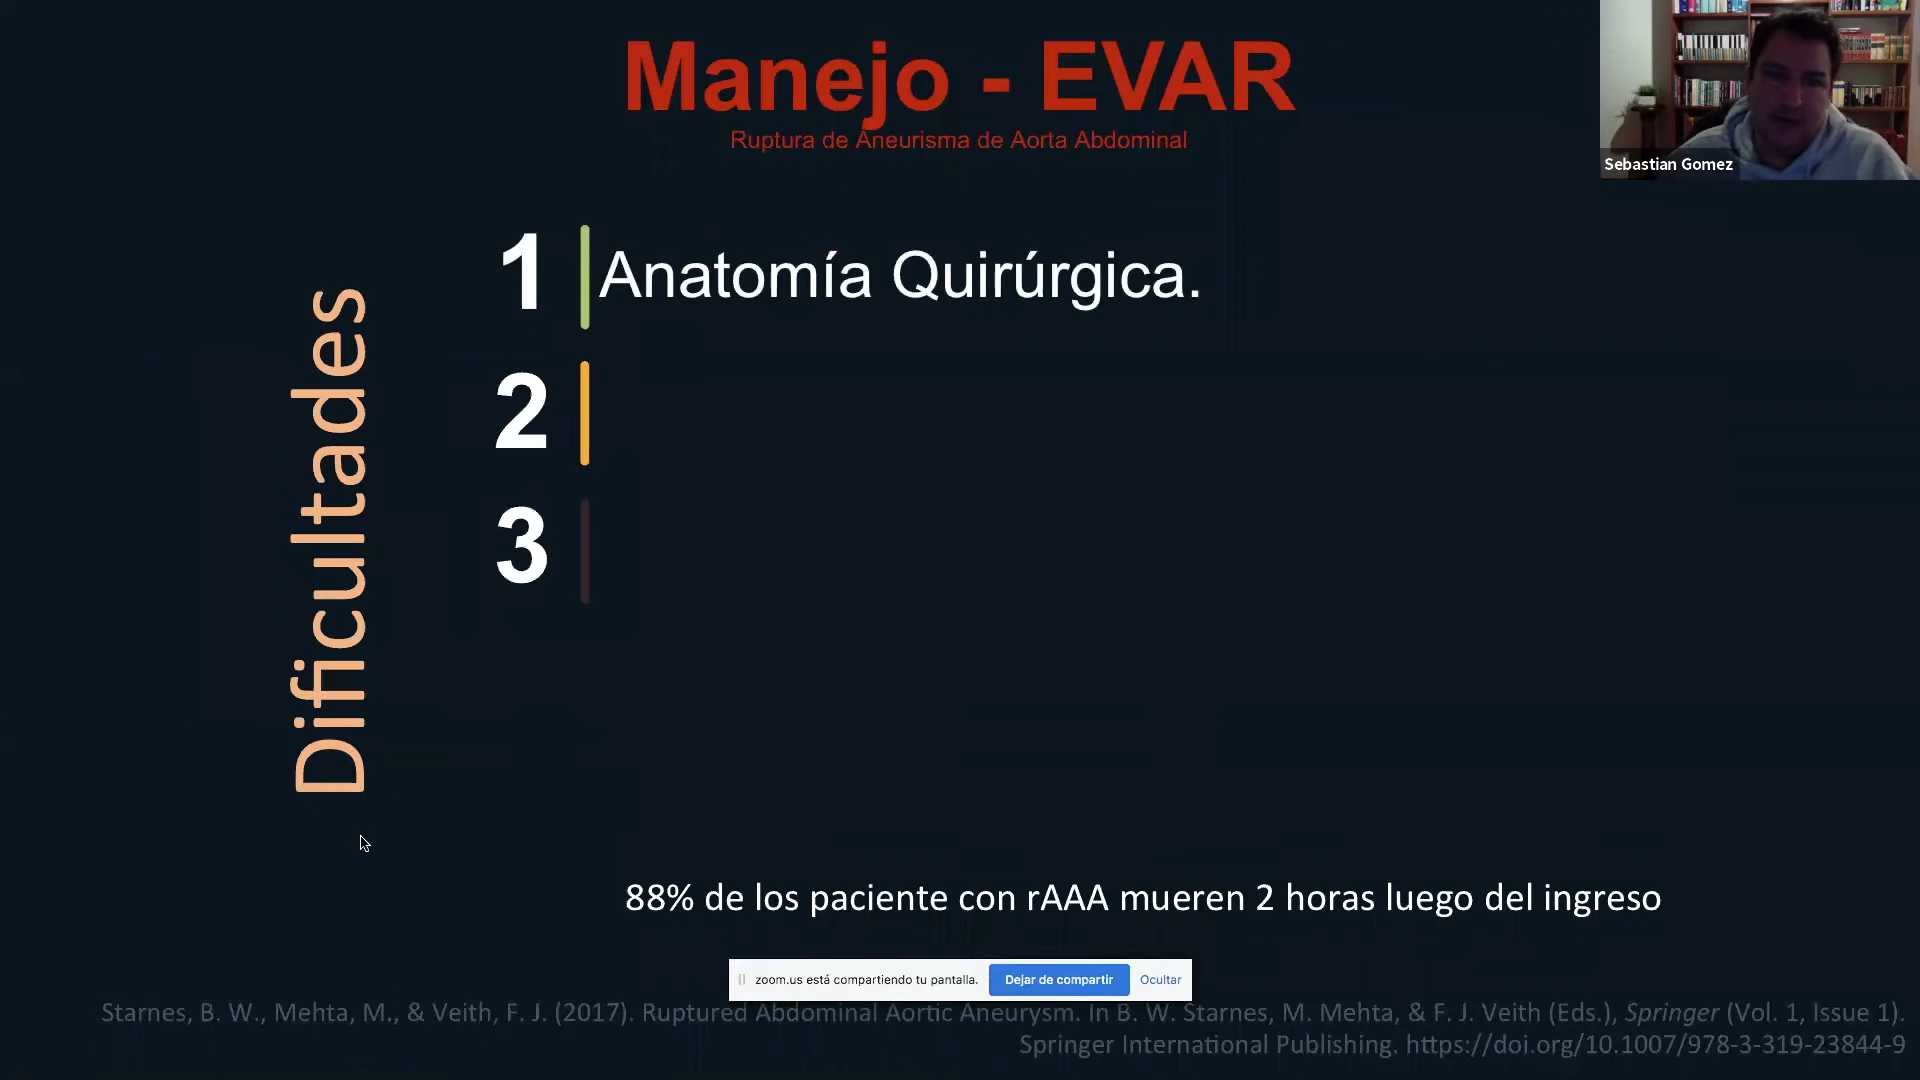 Manejo - EVAR
Ruptura de Aneurisma de Aorta Abdominal
Sebastian Gomez
Dificultades
1 Anatomía Quirúrgica.
2
3
88% de los paciente con rAAA mueren 2 horas luego del ingreso
zoom.us está compartiendo tu pantalla. Dejar de compartir Ocultar
Starnes, B. W., Mehta, M., & Veith, F. J. (2017). Ruptured Abdominal Aortic Aneurysm. In B. W. Starnes, M. Mehta, & F. J. Veith (Eds.), Springer (Vol. 1, Issue 1).
Springer International Publishing. https://doi.org/10.1007/978-3-319-23844-9